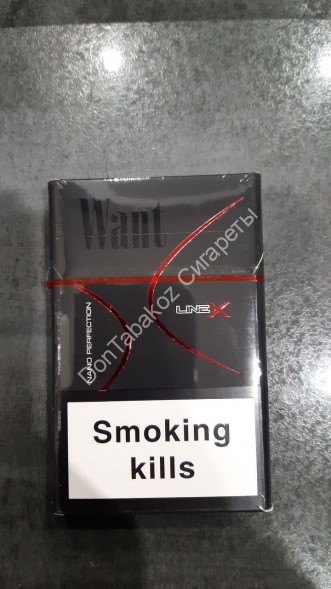 Want
LINE X
NANO PERFECTION
DonTabakoz Сигареты
Smoking
kills